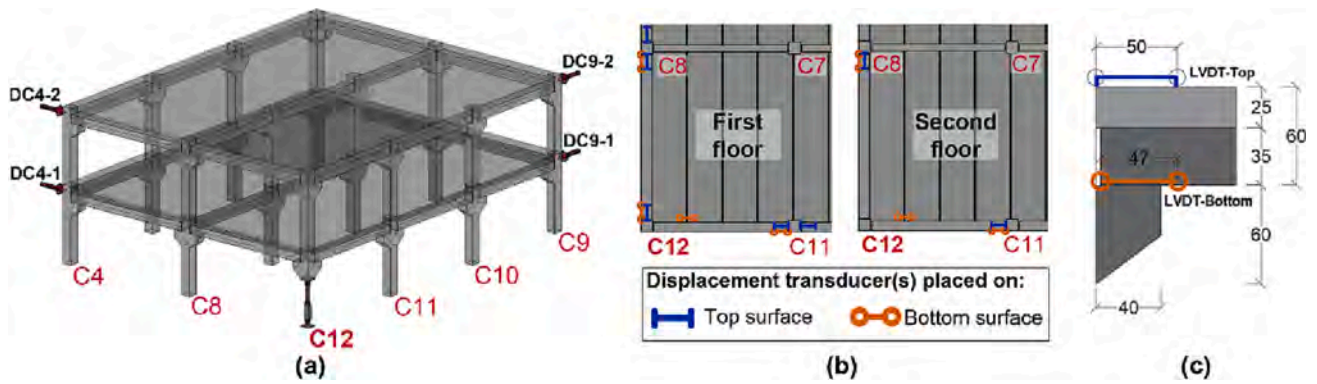 DC4-2
DC4-1
DC9-2
DC9-1
C4
C8
C12
C11
C10
C9
(a)
C8
C7
First
floor
C12
C11
C8
C7
Second
floor
C12
C11
Displacement transducer(s) placed on:
Top surface
Bottom surface
(b)
50
LVDT-Top
25
60
35
47
LVDT-Bottom
60
40
(c)